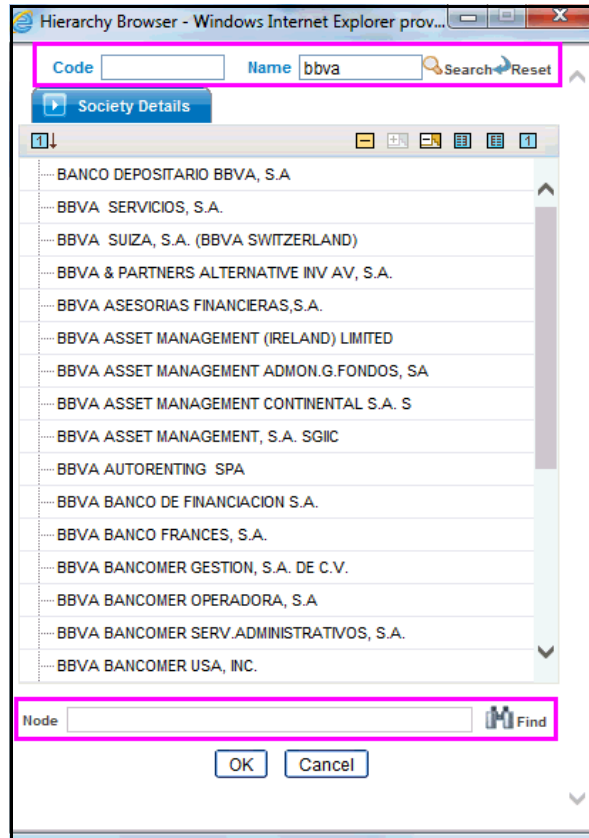 Hierarchy Browser - Windows Internet Explorer prov...
Code Name bbva Search Reset
Society Details
1 1
BANCO DEPOSITARIO BBVA, S.A
BBVA SERVICIOS, S.A.
BBVA SUIZA, S.A. (BBVA SWITZERLAND)
BBVA & PARTNERS ALTERNATIVE INV AV, S.A.
BBVA ASESORIAS FINANCIERAS,S.A.
BBVA ASSET MANAGEMENT (IRELAND) LIMITED
BBVA ASSET MANAGEMENT ADMON.G.FONDOS, SA
BBVA ASSET MANAGEMENT CONTINENTAL S.A. S
BBVA ASSET MANAGEMENT, S.A. SGIIC
BBVA AUTORENTING SPA
BBVA BANCO DE FINANCIACION S.A.
BBVA BANCO FRANCES, S.A.
BBVA BANCOMER GESTION, S.A. DE C.V.
BBVA BANCOMER OPERADORA, S.A
BBVA BANCOMER SERV.ADMINISTRATIVOS, S.A.
BBVA BANCOMER USA, INC.
Node Find
OK Cancel